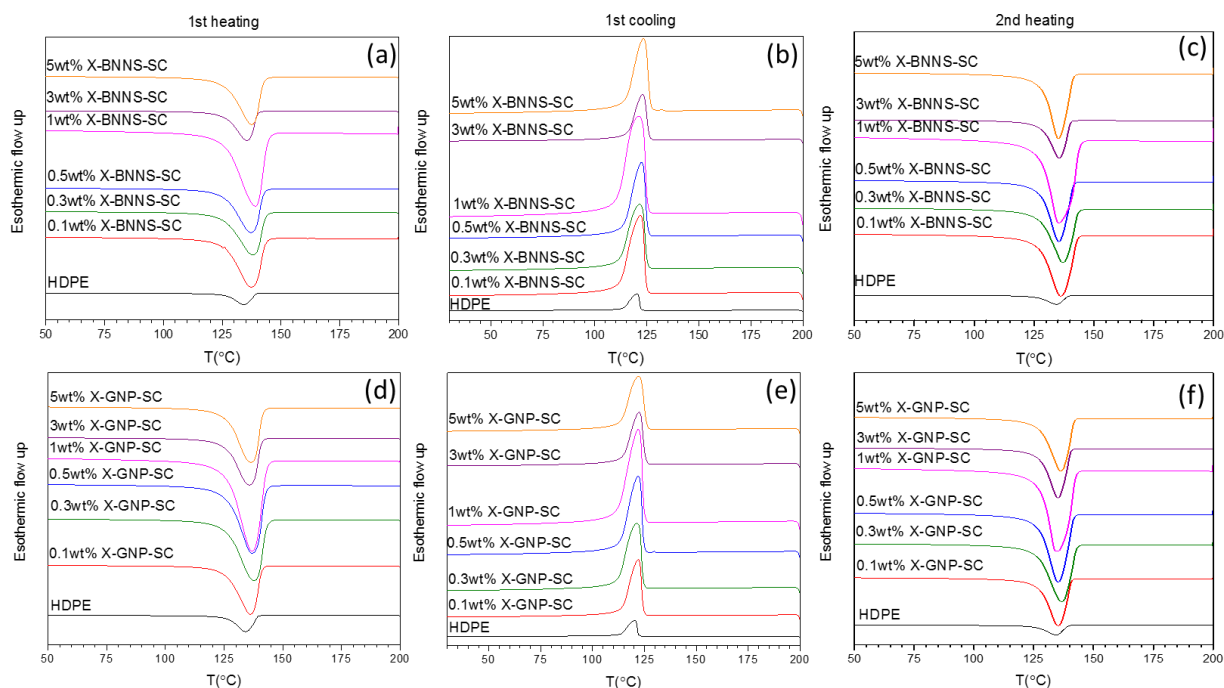 1st heating
1st cooling
2nd heating
(a)
5wt% X-BNNS-SC
3wt% X-BNNS-SC
1wt% X-BNNS-SC
0.5wt% X-BNNS-SC
0.3wt% X-BNNS-SC
0.1wt% X-BNNS-SC
HDPE
Esothermic flow up
50 75 100 125 150 175 200
T(°C)
(b)
5wt% X-BNNS-SC
3wt% X-BNNS-SC
1wt% X-BNNS-SC
0.5wt% X-BNNS-SC
0.3wt% X-BNNS-SC
0.1wt% X-BNNS-SC
HDPE
Esothermic flow up
50 75 100 125 150 175 200
T(°C)
(c)
5wt% X-BNNS-SC
3wt% X-BNNS-SC
1wt% X-BNNS-SC
0.5wt% X-BNNS-SC
0.3wt% X-BNNS-SC
0.1wt% X-BNNS-SC
HDPE
Esothermic flow up
50 75 100 125 150 175 200
T(°C)
(d)
5wt% X-GNP-SC
3wt% X-GNP-SC
1wt% X-GNP-SC
0.5wt% X-GNP-SC
0.3wt% X-GNP-SC
0.1wt% X-GNP-SC
HDPE
Esothermic flow up
50 75 100 125 150 175 200
T(°C)
(e)
5wt% X-GNP-SC
3wt% X-GNP-SC
1wt% X-GNP-SC
0.5wt% X-GNP-SC
0.3wt% X-GNP-SC
0.1wt% X-GNP-SC
HDPE
Esothermic flow up
50 75 100 125 150 175 200
T(°C)
(f)
5wt% X-GNP-SC
3wt% X-GNP-SC
1wt% X-GNP-SC
0.5wt% X-GNP-SC
0.3wt% X-GNP-SC
0.1wt% X-GNP-SC
HDPE
Esothermic flow up
50 75 100 125 150 175 200
T(°C)